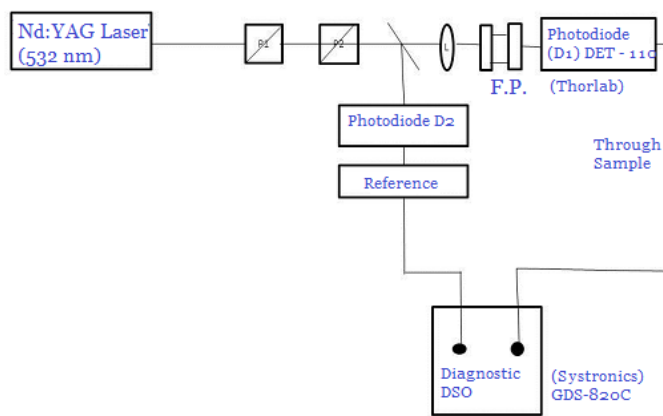 Nd:YAG Laser
(532 nm)
P1
P2
L
F.P.
Photodiode
(D1) DET - 110
(Thorlab)
Photodiode D2
Reference
Through
Sample
Diagnostic
DSO
(Systronics)
GDS-820C